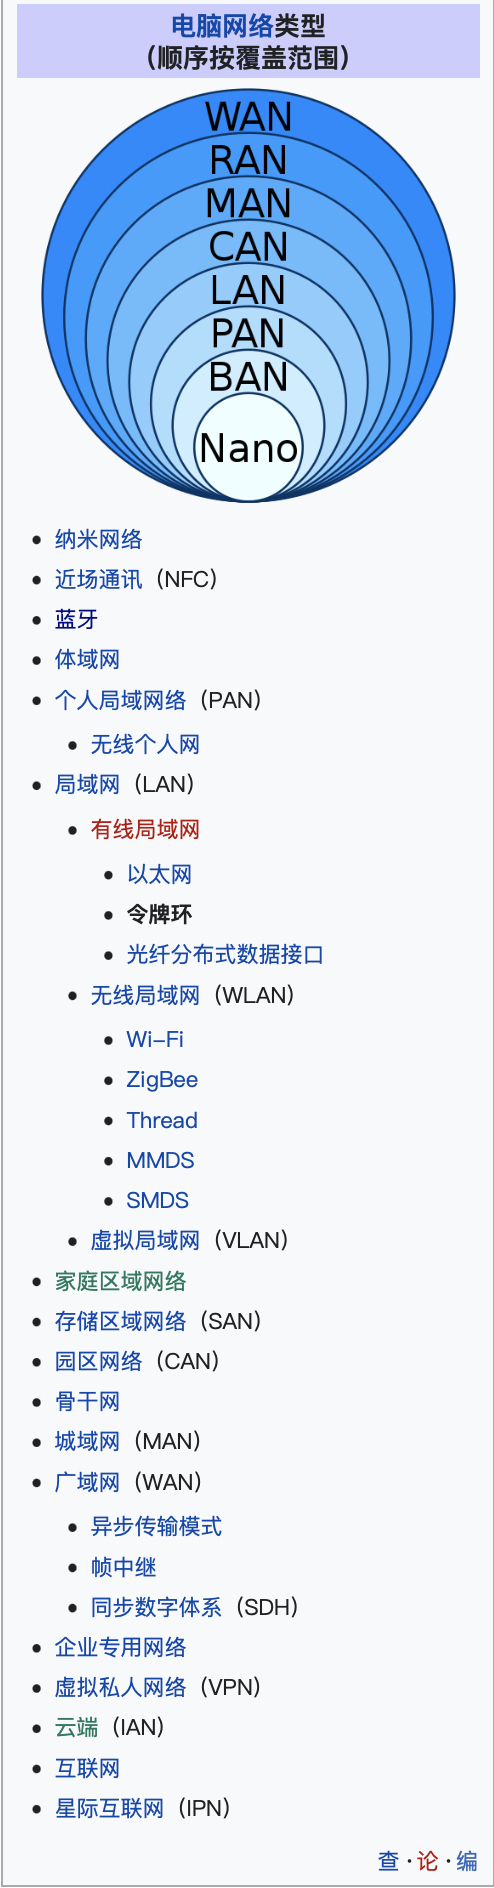 电脑网络类型
（顺序按覆盖范围）
WAN
RAN
MAN
CAN
LAN
PAN
BAN
Nano
纳米网络
近场通讯（NFC）
蓝牙
体域网
个人局域网络（PAN）
无线个人网
局域网（LAN）
有线局域网
以太网
令牌环
光纤分布式数据接口
无线局域网（WLAN）
Wi-Fi
ZigBee
Thread
MMDS
SMDS
虚拟局域网（VLAN）
家庭区域网络
存储区域网络（SAN）
园区网络（CAN）
骨干网
城域网（MAN）
广域网（WAN）
异步传输模式
帧中继
同步数字体系（SDH）
企业专用网络
虚拟私人网络（VPN）
云端（IAN）
互联网
星际互联网（IPN）
查·论·编